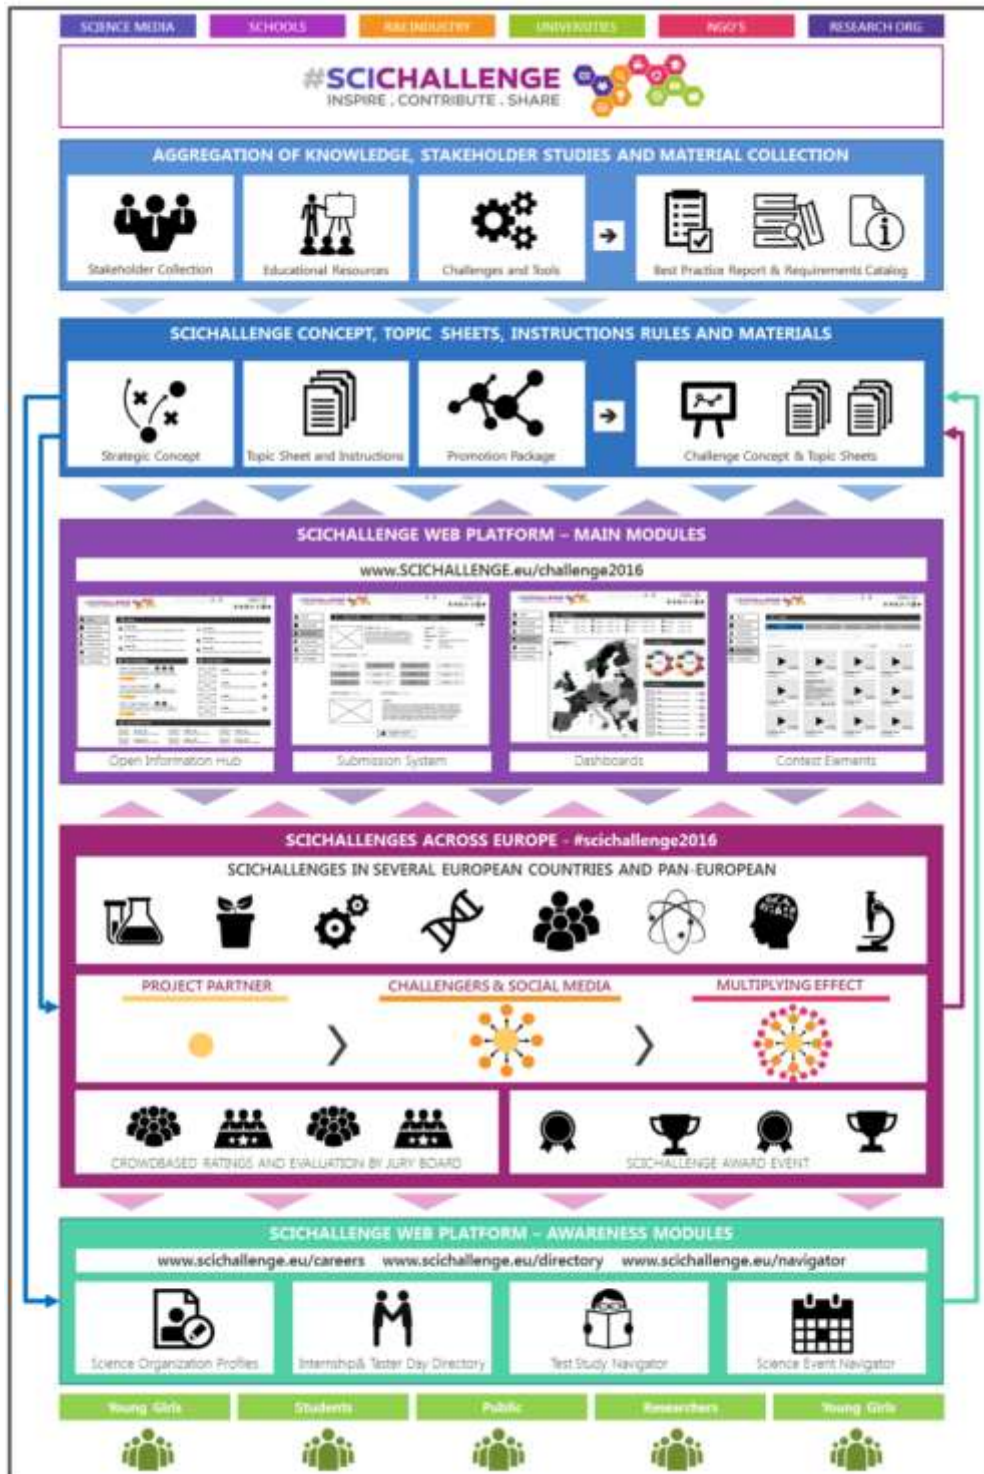 SCIENCE MEDIA
SCHOOLS
R&C INDUSTRY
UNIVERSITIES
NGO'S
RESEARCH ORG
#SCICHALLENGE
INSPIRE . CONTRIBUTE . SHARE
AGGREGATION OF KNOWLEDGE, STAKEHOLDER STUDIES AND MATERIAL COLLECTION
Stakeholder Collection
Educational Resources
Challenges and Tools
Best Practice Report & Requirements Catalog
SCICHALLENGE CONCEPT, TOPIC SHEETS, INSTRUCTIONS RULES AND MATERIALS
Strategic Concept
Topic Sheet and Instructions
Promotion Package
Challenge Concept & Topic Sheets
SCICHALLENGE WEB PLATFORM – MAIN MODULES
www.SCICHALLENGE.eu/challenge2016
Open Information Hub
Submission System
Dashboards
Contest Elements
SCICHALLENGES ACROSS EUROPE - #scichallenge2016
SCICHALLENGES IN SEVERAL EUROPEAN COUNTRIES AND PAN-EUROPEAN
PROJECT PARTNER
CHALLENGERS & SOCIAL MEDIA
MULTIPLYING EFFECT
CROWDBASED RATINGS AND EVALUATION BY JURY BOARD
SCICHALLENGE AWARD EVENT
SCICHALLENGE WEB PLATFORM – AWARENESS MODULES
www.scichallenge.eu/careers www.scichallenge.eu/directory www.scichallenge.eu/navigator
Science Organization Profiles
Internship& Taster Day Directory
Test Study Navigator
Science Event Navigator
Young Girls
Students
Public
Researchers
Young Girls